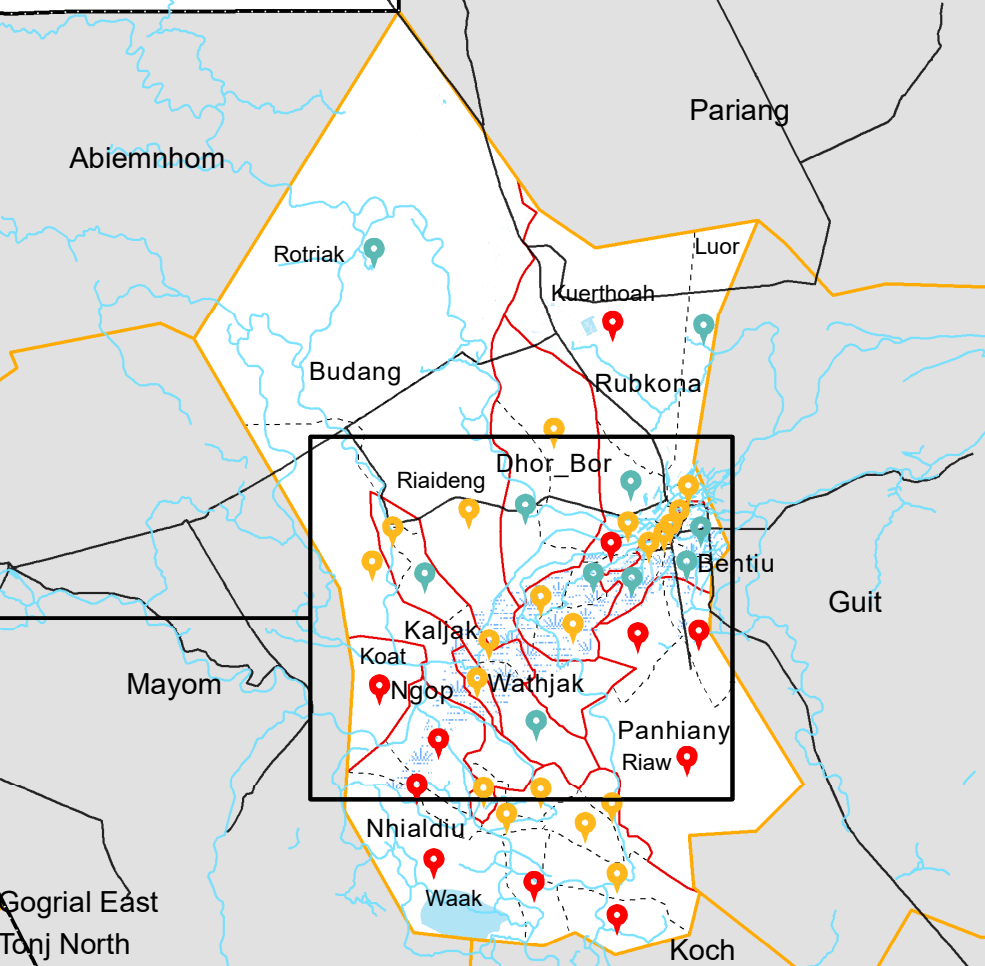 Pariang
Abiemnhom
Luor
Rotriak
Kuerthoah
Budang
Rubkona
Dhor_Bor
Riaideng
Bentiu
Guit
Kaljak
Koat
Mayom
Ngop
Wathjak
Panhiany
Riaw
Nhialdiu
Waak
Gogrial East
Tonj North
Koch